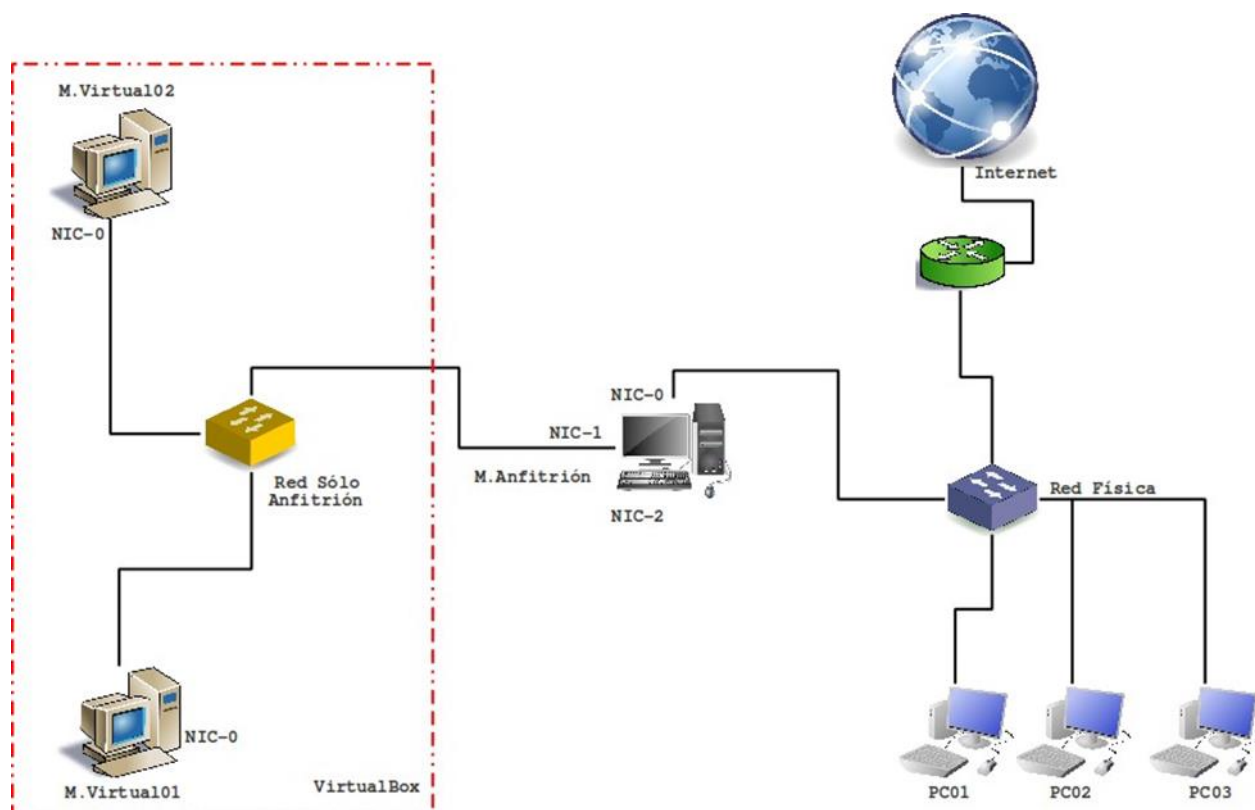 M.Virtual02
NIC-0
Internet
NIC-0
NIC-1
M.Anfitrión
NIC-2
Red Sólo
Anfitrión
Red Física
NIC-0
M.Virtual01
VirtualBox
PC01
PC02
PC03